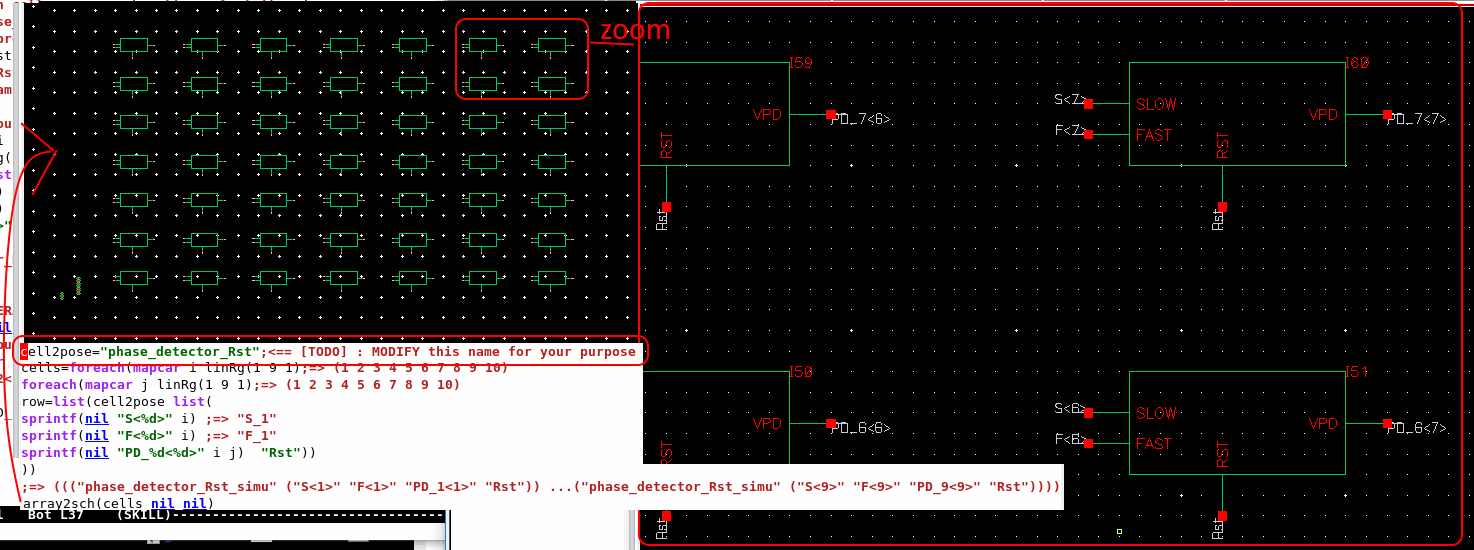 zoom
I59
VPD
PD_7<6>
RST
Rst
I60
S<7>
SLOW
F<7>
FAST
VPD
PD_7<7>
RST
Rst
I50
VPD
PD_6<6>
RST
Rst
I51
S<6>
SLOW
F<6>
FAST
VPD
PD_6<7>
RST
Rst
cell2pose="phase_detector_Rst";<== [TODO] : MODIFY this name for your purpose
cells=foreach(mapcar i linRg(1 9 1);=> (1 2 3 4 5 6 7 8 9 10)
foreach(mapcar j linRg(1 9 1);=> (1 2 3 4 5 6 7 8 9 10)
row=list(cell2pose list(
sprintf(nil "S<%d>" i) ;=> "S_1"
sprintf(nil "F<%d>" i) ;=> "F_1"
sprintf(nil "PD_%d<%d>" i j)  "Rst"))
))
;=> ((("phase_detector_Rst_simu" ("S<1>" "F<1>" "PD_1<1>" "Rst")) ...("phase_detector_Rst_simu" ("S<9>" "F<9>" "PD_9<9>" "Rst"))))
array2sch(cells nil nil)
Bot L37 (SKILL)